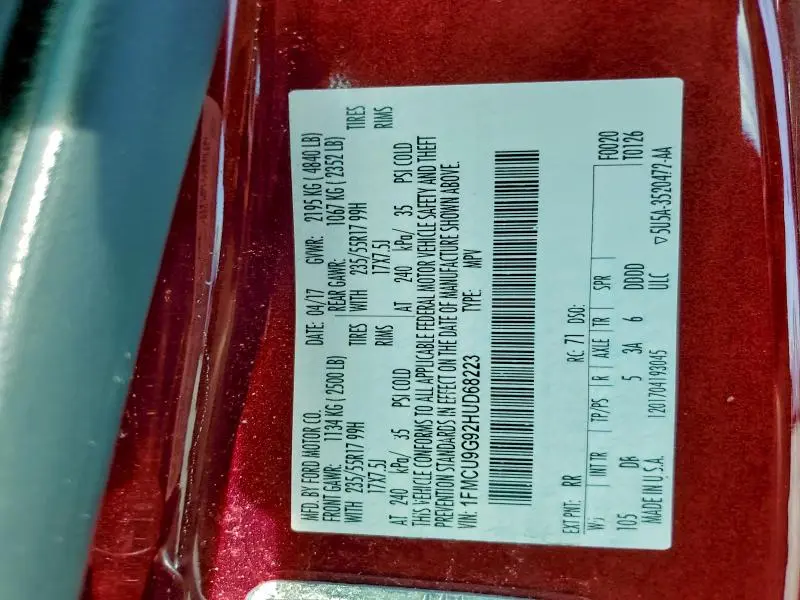 MFD. BY FORD MOTOR CO. DATE: 04/17 GVWR: 2195 KG ( 4840 LB)
FRONT GAWR: 1134 KG ( 2500 LB) REAR GAWR: 1067 KG ( 2352 LB)
WITH 235/55R17 99H TIRES WITH 235/55R17 99H TIRES
17X7.5J RIMS 17X7.5J RIMS
AT 240 kPa/ 35 PSI COLD AT 240 kPa/ 35 PSI COLD
THIS VEHICLE CONFORMS TO ALL APPLICABLE FEDERAL MOTOR VEHICLE SAFETY AND THEFT
PREVENTION STANDARDS IN EFFECT ON THE DATE OF MANUFACTURE SHOWN ABOVE.
VIN: 1FMCU9G92HUD68223 TYPE: MPV
EXT PNT: RR RC: 71 DSO: F0020
WB INT TR TP/PS R AXLE TR SPR T0126
105 DB 5 3A 6 DDDD
MADE IN U.S.A. 1201704193045 ULC ▽5U5A-3520472-AA